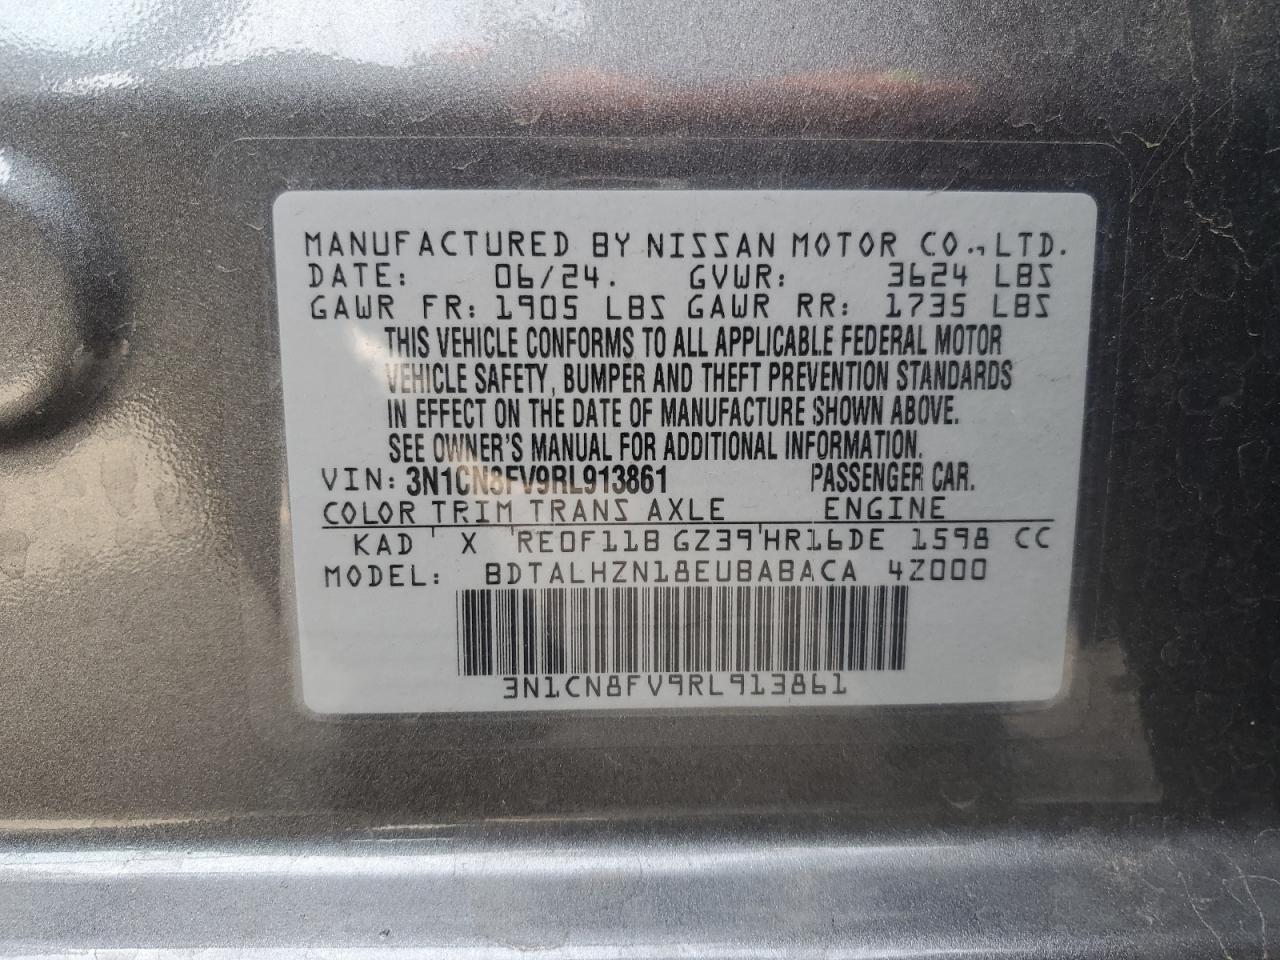 MANUFACTURED BY NISSAN MOTOR CO., LTD.
DATE: 06/24. GVWR: 3624 LBS
GAWR FR: 1905 LBS GAWR RR: 1735 LBS
THIS VEHICLE CONFORMS TO ALL APPLICABLE FEDERAL MOTOR
VEHICLE SAFETY, BUMPER AND THEFT PREVENTION STANDARDS
IN EFFECT ON THE DATE OF MANUFACTURE SHOWN ABOVE.
SEE OWNER'S MANUAL FOR ADDITIONAL INFORMATION.
VIN: 3N1CN8FV9RL913861 PASSENGER CAR.
COLOR TRIM TRANS AXLE ENGINE
KAD X RE0F11B GZ39 HR16DE 1598 CC
MODEL: BDTALHZN18EUBABACA 4Z000
3N1CN8FV9RL913861